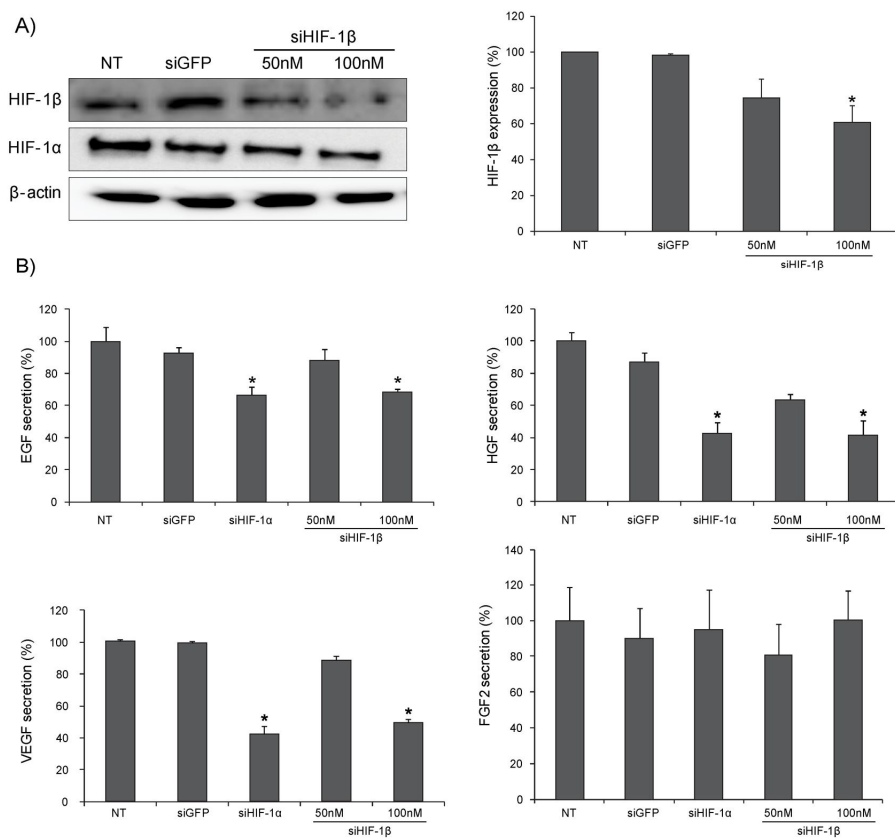 A)
siHIF-1β
NT siGFP 50nM 100nM
HIF-1β
HIF-1α
β-actin
HIF-1β expression (%)
120
100
80
60
40
20
0
*
NT siGFP 50nM 100nM
siHIF-1β
B)
EGF secretion (%)
120
100
80
60
40
20
0
* *
NT siGFP siHIF-1α 50nM 100nM
siHIF-1β
HGF secretion (%)
120
100
80
60
40
20
0
* *
NT siGFP siHIF-1α 50nM 100nM
siHIF-1β
VEGF secretion (%)
120
100
80
60
40
20
0
* *
NT siGFP siHIF-1α 50nM 100nM
siHIF-1β
FGF2 secretion (%)
140
120
100
80
60
40
20
0
NT siGFP siHIF-1α 50nM 100nM
siHIF-1β